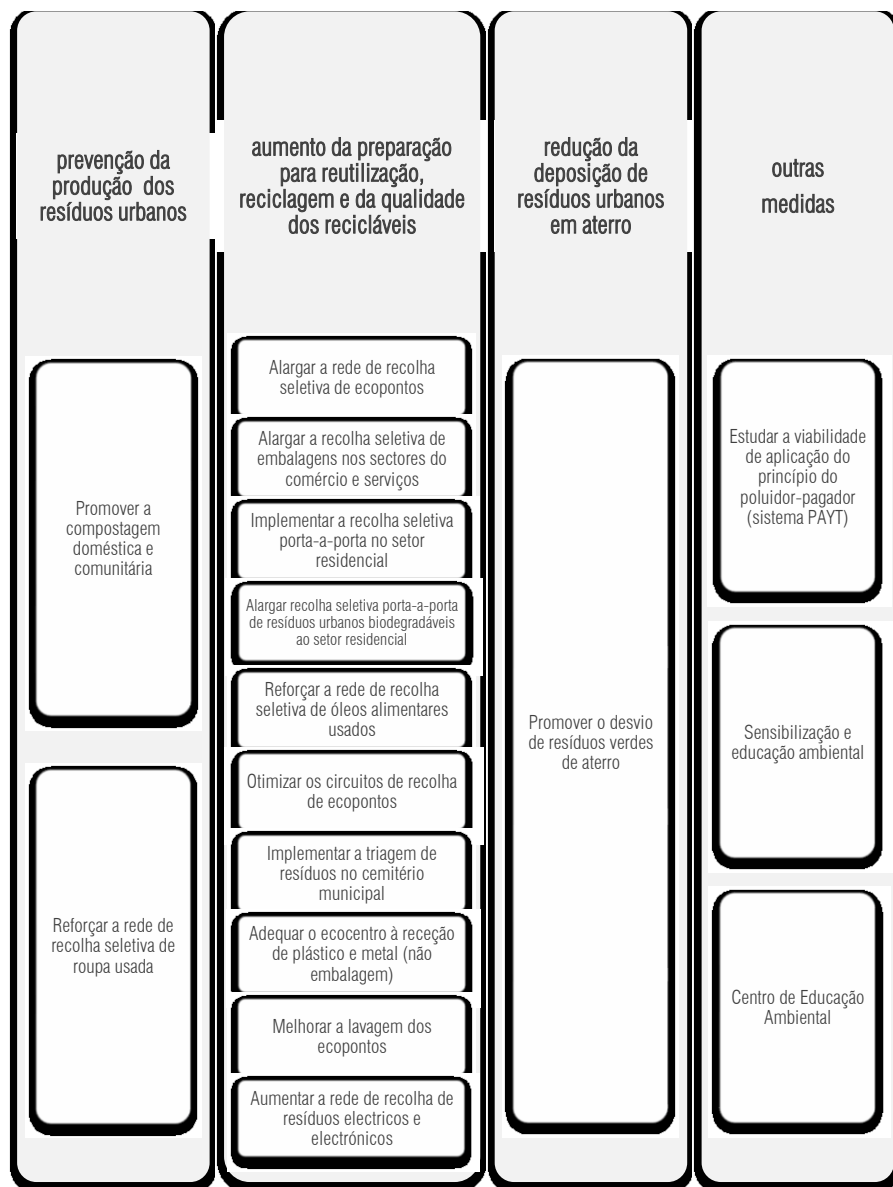 prevenção da
produção dos
resíduos urbanos
Promover a
compostagem
doméstica e
comunitária
Reforçar a rede de
recolha seletiva de
roupa usada
aumento da preparação
para reutilização,
reciclagem e da qualidade
dos recicláveis
Alargar a rede de recolha
seletiva de ecopontos
Alargar a recolha seletiva de
embalagens nos sectores do
comércio e serviços
Implementar a recolha seletiva
porta-a-porta no setor
residencial
Alargar recolha seletiva porta-a-porta
de resíduos urbanos biodegradáveis
ao setor residencial
Reforçar a rede de recolha
seletiva de óleos alimentares
usados
Otimizar os circuitos de recolha
de ecopontos
Implementar a triagem de
resíduos no cemitério
municipal
Adequar o ecocentro à receção
de plástico e metal (não
embalagem)
Melhorar a lavagem dos
ecopontos
Aumentar a rede de recolha de
resíduos electricos e
electrónicos
redução da
deposição de
resíduos urbanos
em aterro
Promover o desvio
de resíduos verdes
de aterro
outras
medidas
Estudar a viabilidade
de aplicação do
princípio do
poluidor-pagador
(sistema PAYT)
Sensibilização e
educação ambiental
Centro de Educação
Ambiental